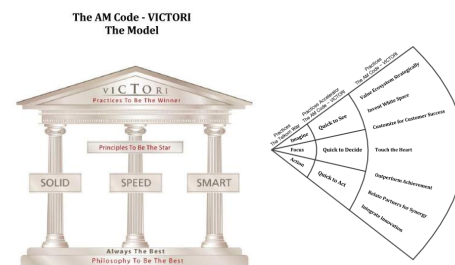 The AM Code - VICTORI
The Model
VICTORI
Practices To Be The Winner
Principles To Be The Star
SOLID
SPEED
SMART
Always The Best
Philosophy To Be The Best
Practices
The Telkom Way
Practices Accelerator
The AM Code - VICTORI
Practices
The AM Code - VICTORI
Imagine
Focus
Action
Quick to See
Quick to Decide
Quick to Act
Value Ecosystem Strategically
Invent White Space
Customize for Customer Success
Touch the Heart
Outperform Achievement
Relate Partners for Synergy
Integrate Innovation